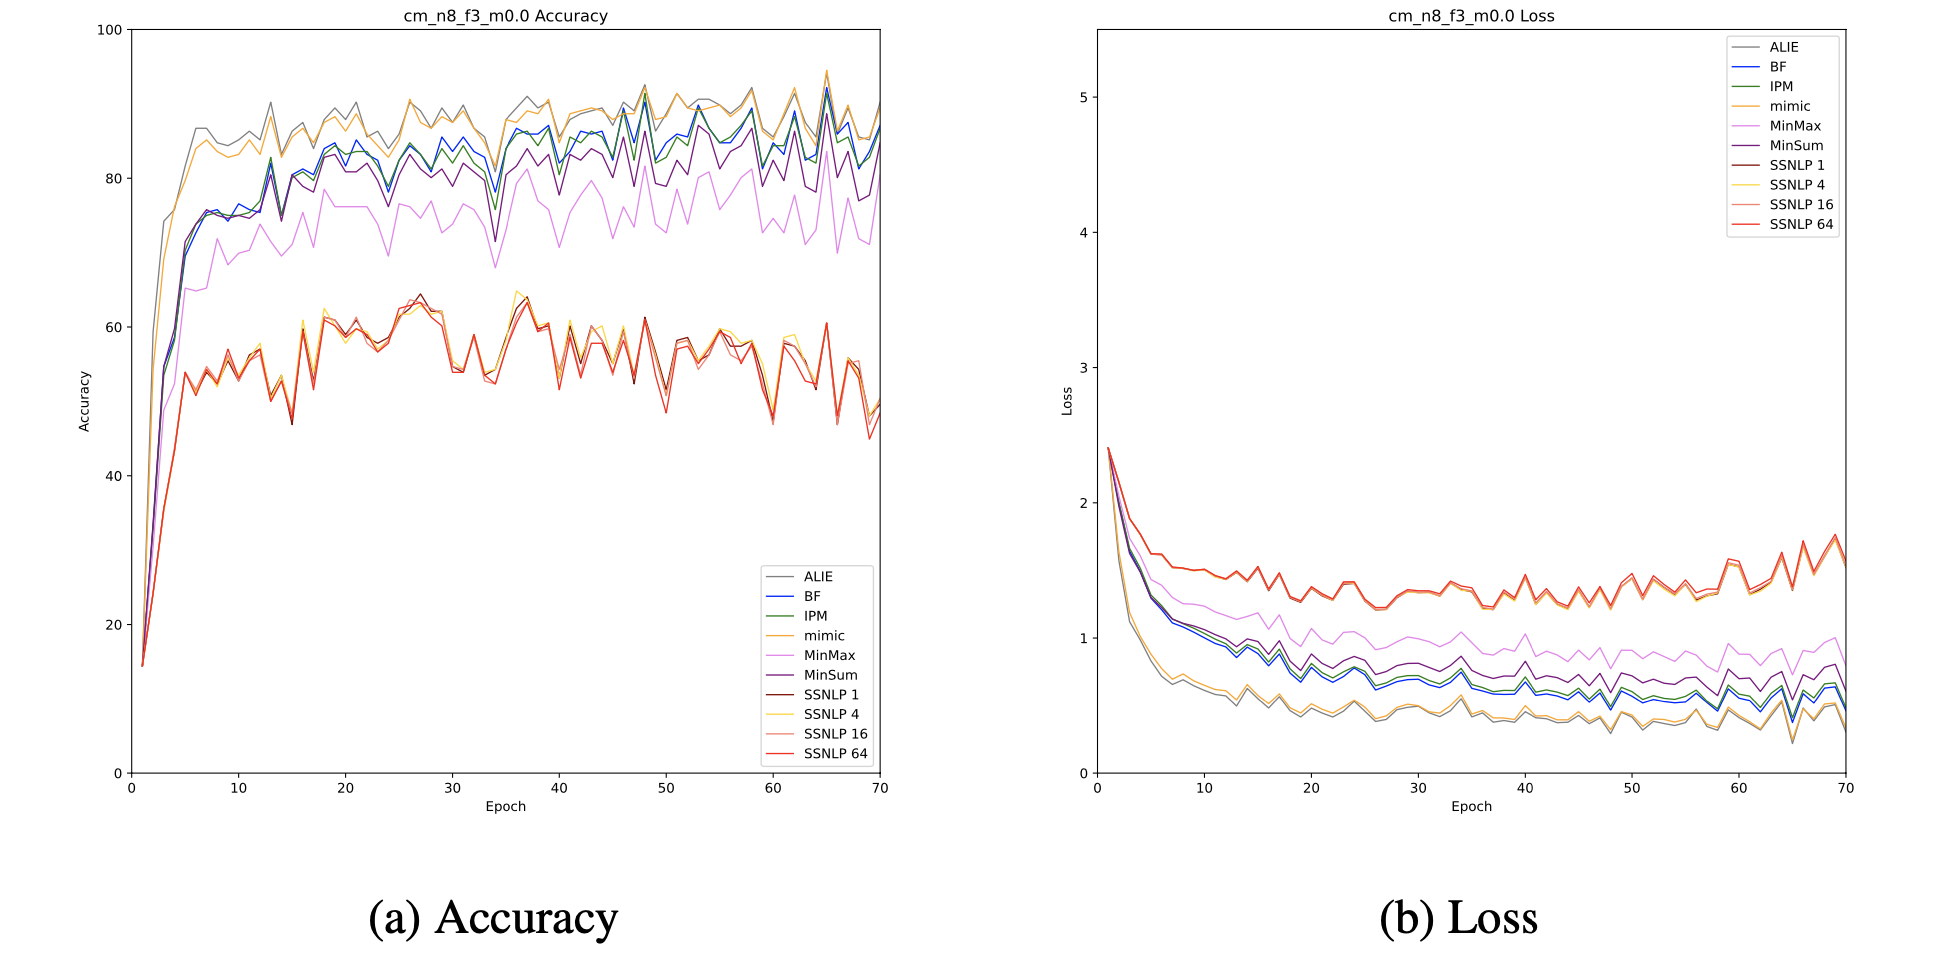 cm_n8_f3_m0.0 Accuracy
100
80
60
40
20
0
Accuracy
0 10 20 30 40 50 60 70
Epoch
ALIE
BF
IPM
mimic
MinMax
MinSum
SSNLP 1
SSNLP 4
SSNLP 16
SSNLP 64
(a) Accuracy
cm_n8_f3_m0.0 Loss
5
4
3
2
1
0
Loss
0 10 20 30 40 50 60 70
Epoch
ALIE
BF
IPM
mimic
MinMax
MinSum
SSNLP 1
SSNLP 4
SSNLP 16
SSNLP 64
(b) Loss